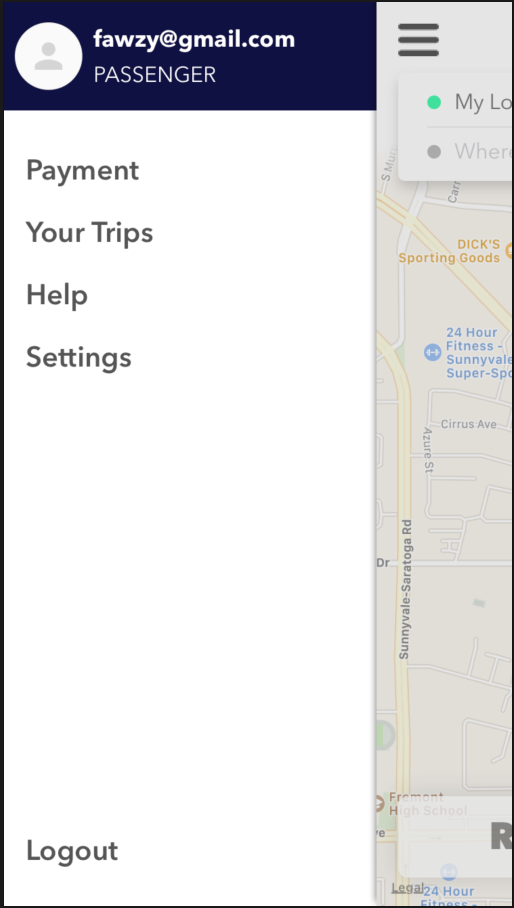 fawzy@gmail.com
PASSENGER
Payment
Your Trips
Help
Settings
Logout
My Lo
Where
S Mu
Carr
DICK'S
Sporting Goods
24 Hour
Fitness -
Sunnyvale
Super-Spo
Cirrus Ave
Azure St
Dr
Sunnyvale-Saratoga Rd
Fremont
High School
ve
R
Legal
24 Hour
Fitness -